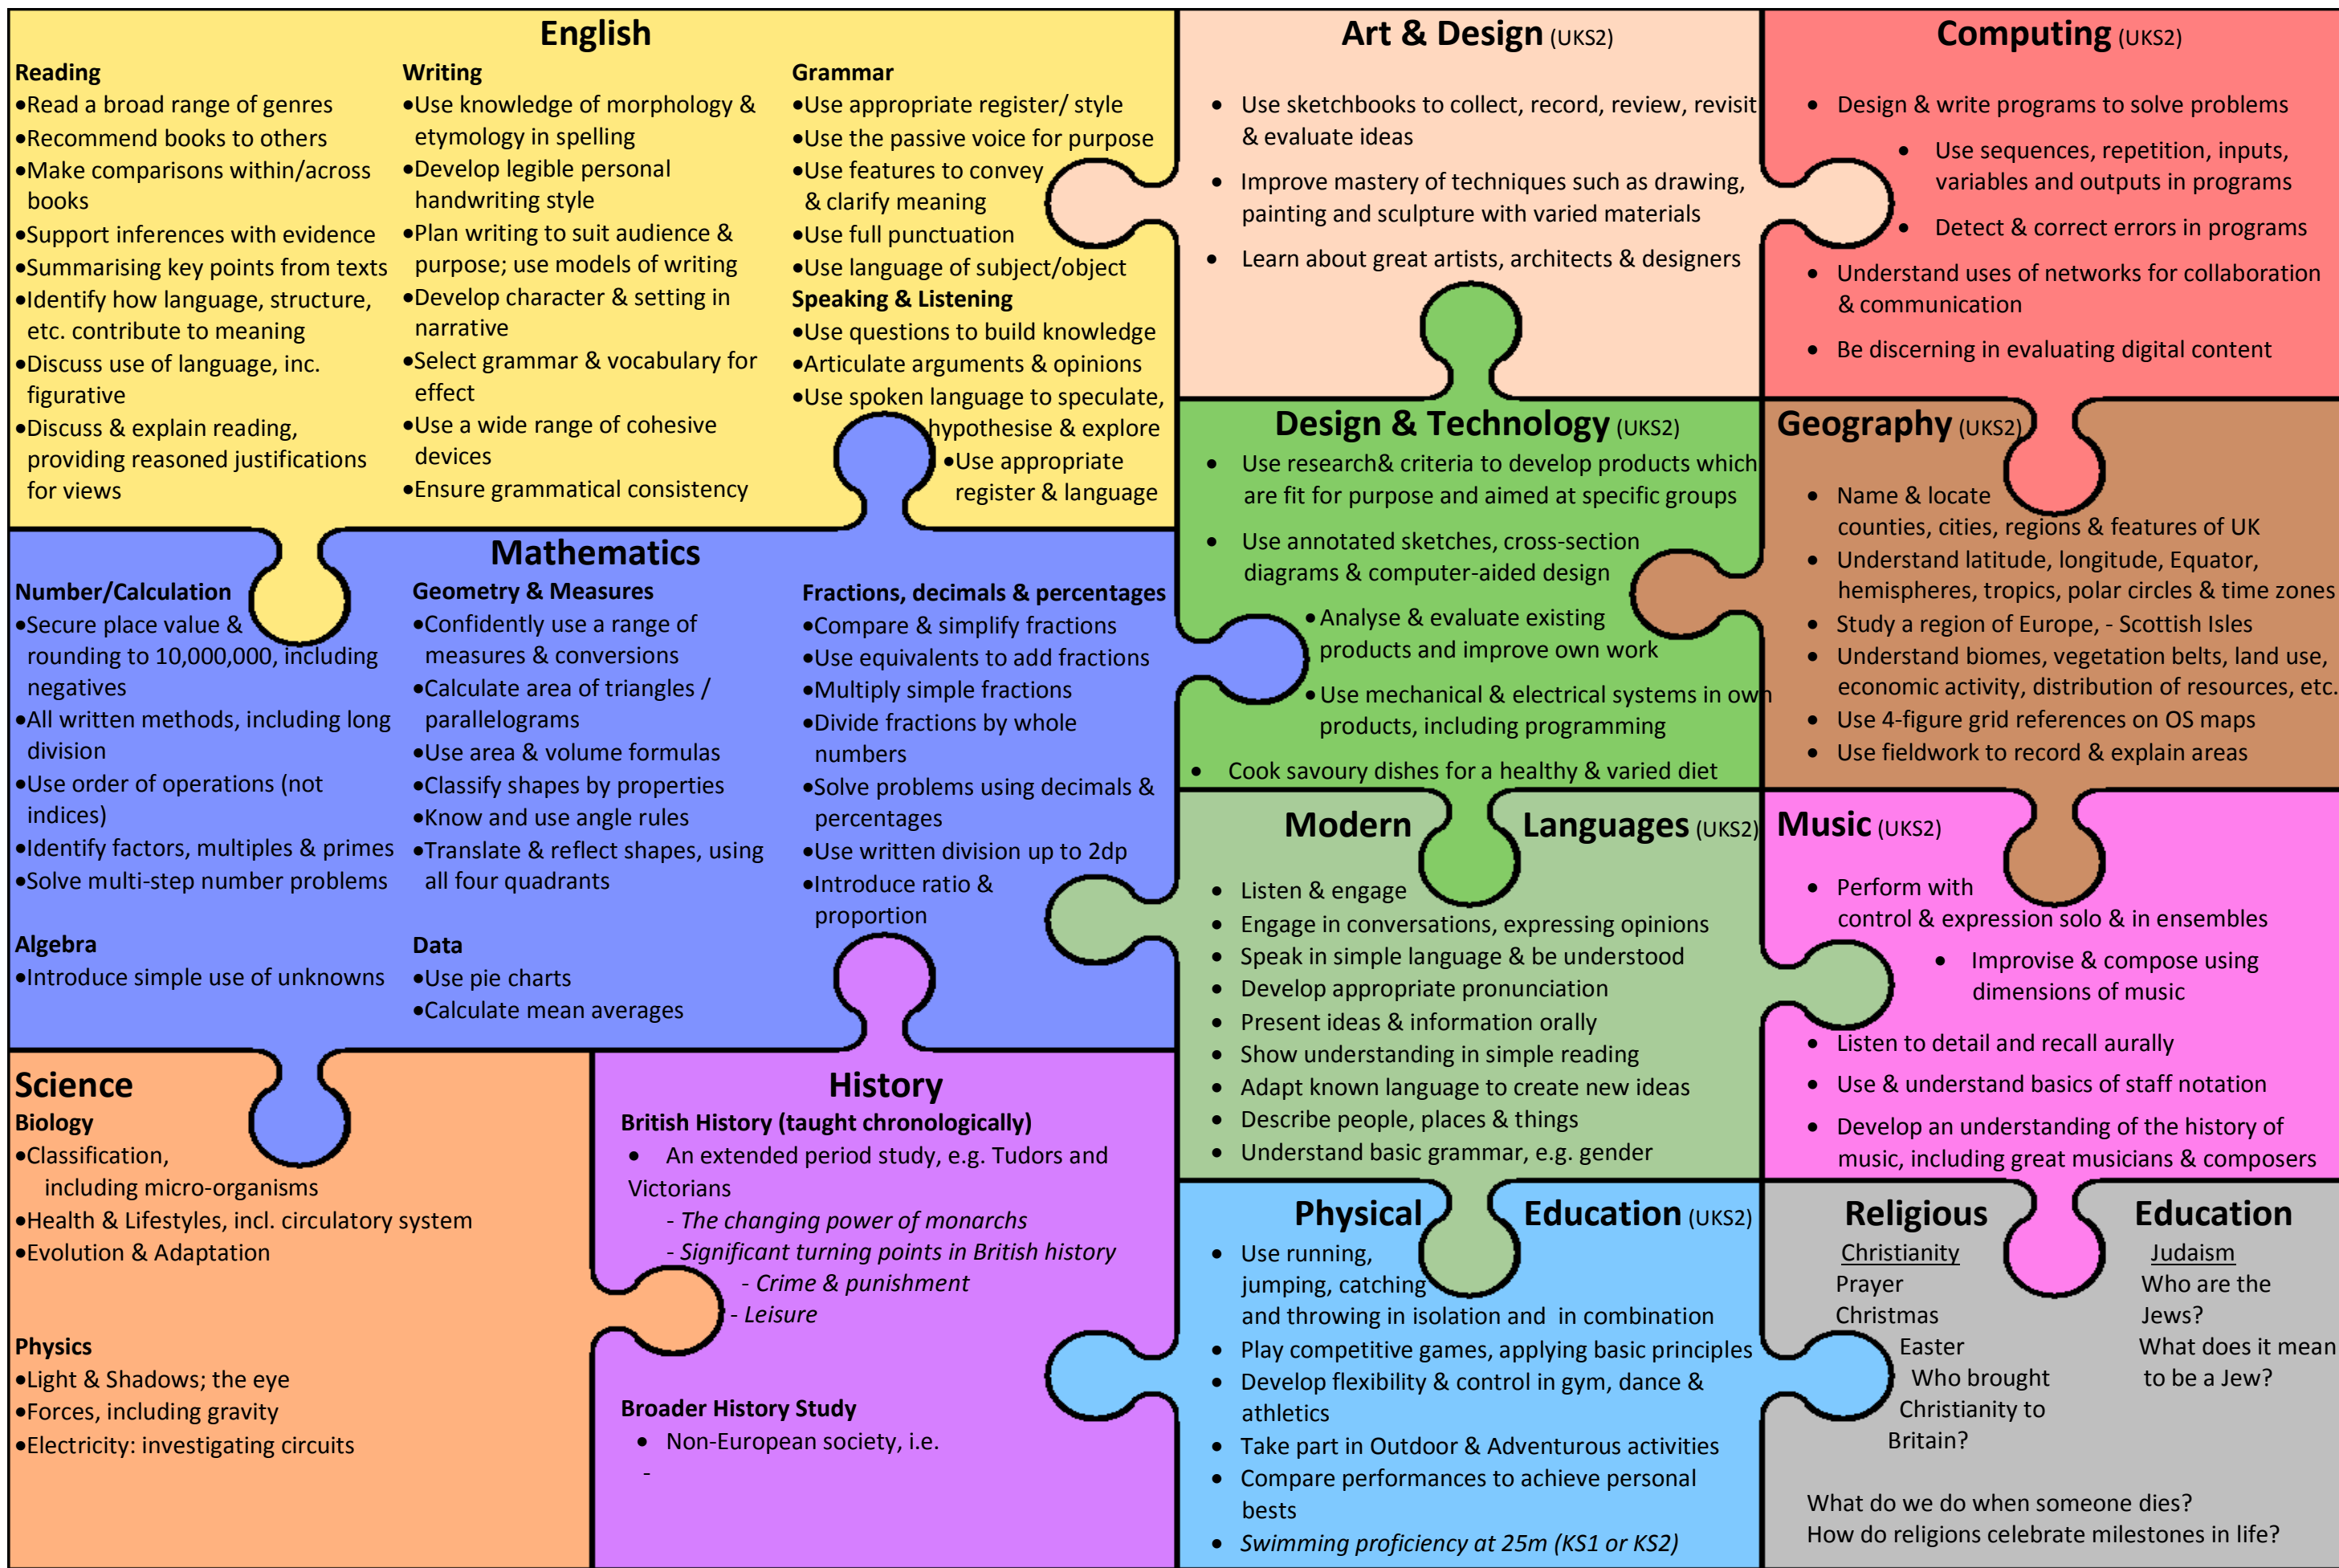 English
Reading
•Read a broad range of genres
•Recommend books to others
•Make comparisons within/across
books
•Support inferences with evidence
•Summarising key points from texts
•Identify how language, structure,
etc. contribute to meaning
•Discuss use of language, inc.
figurative
•Discuss & explain reading,
providing reasoned justifications
for views
Writing
•Use knowledge of morphology &
etymology in spelling
•Develop legible personal
handwriting style
•Plan writing to suit audience &
purpose; use models of writing
•Develop character & setting in
narrative
•Select grammar & vocabulary for
effect
•Use a wide range of cohesive
devices
•Ensure grammatical consistency
Grammar
•Use appropriate register/ style
•Use the passive voice for purpose
•Use features to convey
& clarify meaning
•Use full punctuation
•Use language of subject/object
Speaking & Listening
•Use questions to build knowledge
•Articulate arguments & opinions
•Use spoken language to speculate,
hypothesise & explore
•Use appropriate
register & language
Art & Design (UKS2)
• Use sketchbooks to collect, record, review, revisit
& evaluate ideas
• Improve mastery of techniques such as drawing,
painting and sculpture with varied materials
• Learn about great artists, architects & designers
Computing (UKS2)
• Design & write programs to solve problems
• Use sequences, repetition, inputs,
variables and outputs in programs
• Detect & correct errors in programs
• Understand uses of networks for collaboration
& communication
• Be discerning in evaluating digital content
Design & Technology (UKS2)
• Use research& criteria to develop products which
are fit for purpose and aimed at specific groups
• Use annotated sketches, cross-section
diagrams & computer-aided design
•Analyse & evaluate existing
products and improve own work
•Use mechanical & electrical systems in own
products, including programming
• Cook savoury dishes for a healthy & varied diet
Geography (UKS2)
• Name & locate
counties, cities, regions & features of UK
• Understand latitude, longitude, Equator,
hemispheres, tropics, polar circles & time zones
• Study a region of Europe, - Scottish Isles
• Understand biomes, vegetation belts, land use,
economic activity, distribution of resources, etc.
• Use 4-figure grid references on OS maps
• Use fieldwork to record & explain areas
Mathematics
Number/Calculation
•Secure place value &
rounding to 10,000,000, including
negatives
•All written methods, including long
division
•Use order of operations (not
indices)
•Identify factors, multiples & primes
•Solve multi-step number problems
Algebra
•Introduce simple use of unknowns
Geometry & Measures
•Confidently use a range of
measures & conversions
•Calculate area of triangles /
parallelograms
•Use area & volume formulas
•Classify shapes by properties
•Know and use angle rules
•Translate & reflect shapes, using
all four quadrants
Data
•Use pie charts
•Calculate mean averages
Fractions, decimals & percentages
•Compare & simplify fractions
•Use equivalents to add fractions
•Multiply simple fractions
•Divide fractions by whole
numbers
•Solve problems using decimals &
percentages
•Use written division up to 2dp
•Introduce ratio &
proportion
Modern Languages (UKS2)
• Listen & engage
• Engage in conversations, expressing opinions
• Speak in simple language & be understood
• Develop appropriate pronunciation
• Present ideas & information orally
• Show understanding in simple reading
• Adapt known language to create new ideas
• Describe people, places & things
• Understand basic grammar, e.g. gender
Music (UKS2)
• Perform with
control & expression solo & in ensembles
• Improvise & compose using
dimensions of music
• Listen to detail and recall aurally
• Use & understand basics of staff notation
• Develop an understanding of the history of
music, including great musicians & composers
Science
Biology
•Classification,
including micro-organisms
•Health & Lifestyles, incl. circulatory system
•Evolution & Adaptation
Physics
•Light & Shadows; the eye
•Forces, including gravity
•Electricity: investigating circuits
History
British History (taught chronologically)
• An extended period study, e.g. Tudors and
Victorians
- The changing power of monarchs
- Significant turning points in British history
- Crime & punishment
- Leisure
Broader History Study
• Non-European society, i.e.
-
Physical Education (UKS2)
• Use running,
jumping, catching
and throwing in isolation and in combination
• Play competitive games, applying basic principles
• Develop flexibility & control in gym, dance &
athletics
• Take part in Outdoor & Adventurous activities
• Compare performances to achieve personal
bests
• Swimming proficiency at 25m (KS1 or KS2)
Religious Education
Christianity
Prayer
Christmas
Easter
Who brought
Christianity to
Britain?
Judaism
Who are the
Jews?
What does it mean
to be a Jew?
What do we do when someone dies?
How do religions celebrate milestones in life?